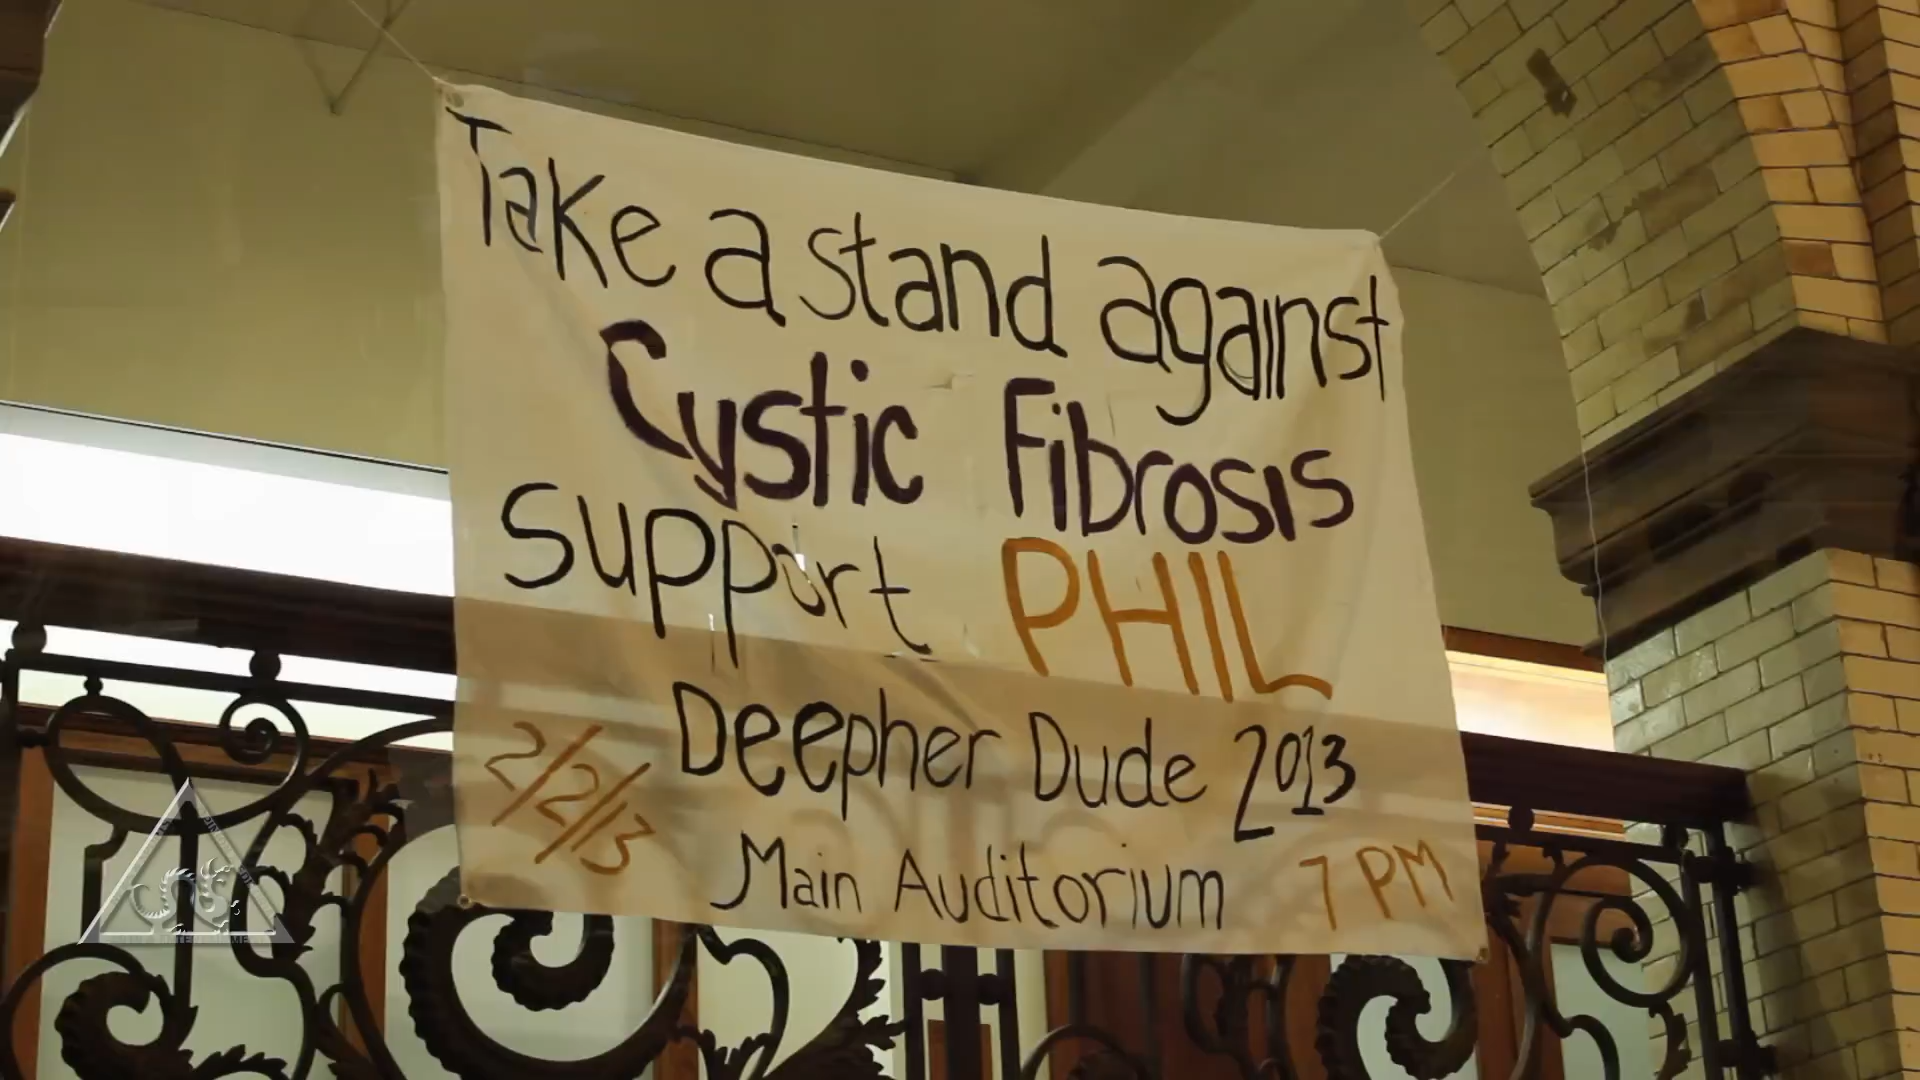 Take a stand against
Cystic Fibrosis
support PHIL
Deepher Dude 2013
2/2/13
Main Auditorium 7 PM